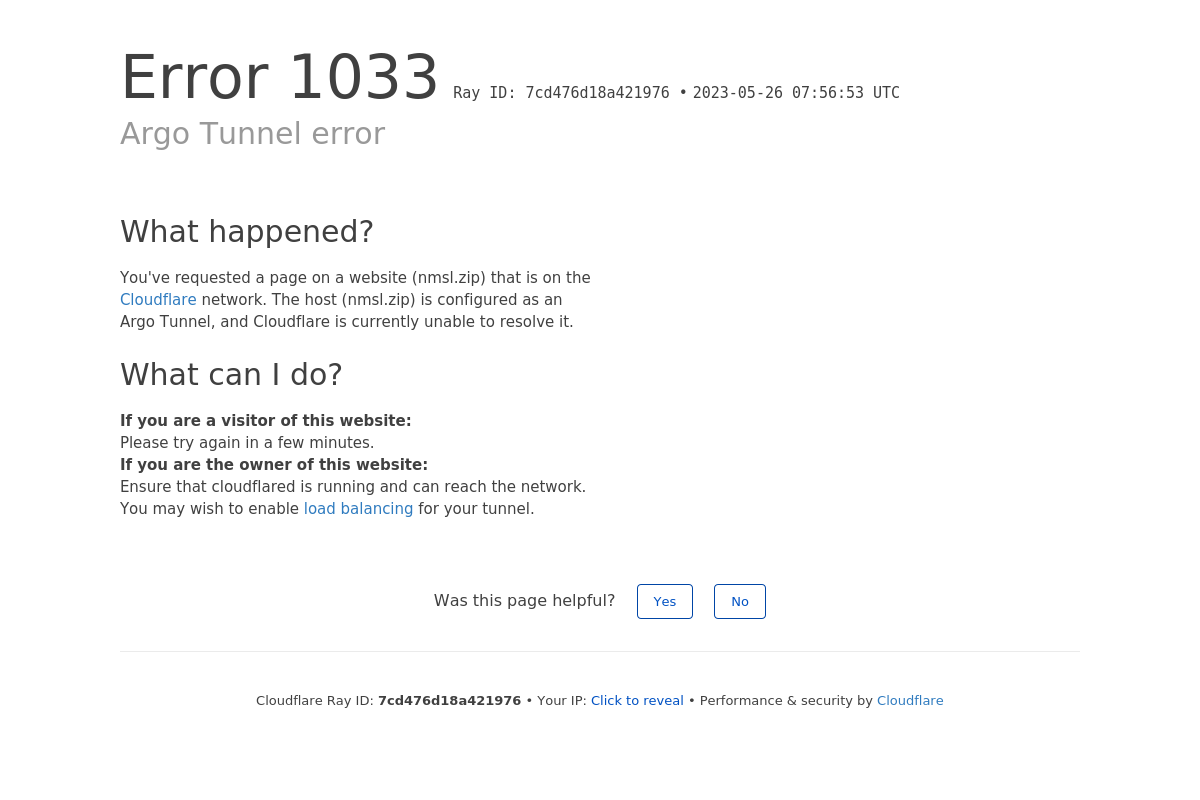 Error 1033 Ray ID: 7cd476d18a421976 • 2023-05-26 07:56:53 UTC
Argo Tunnel error
What happened?
You've requested a page on a website (nmsl.zip) that is on the
Cloudflare network. The host (nmsl.zip) is configured as an
Argo Tunnel, and Cloudflare is currently unable to resolve it.
What can I do?
If you are a visitor of this website:
Please try again in a few minutes.
If you are the owner of this website:
Ensure that cloudflared is running and can reach the network.
You may wish to enable load balancing for your tunnel.
Was this page helpful? Yes No
Cloudflare Ray ID: 7cd476d18a421976 • Your IP: Click to reveal • Performance & security by Cloudflare